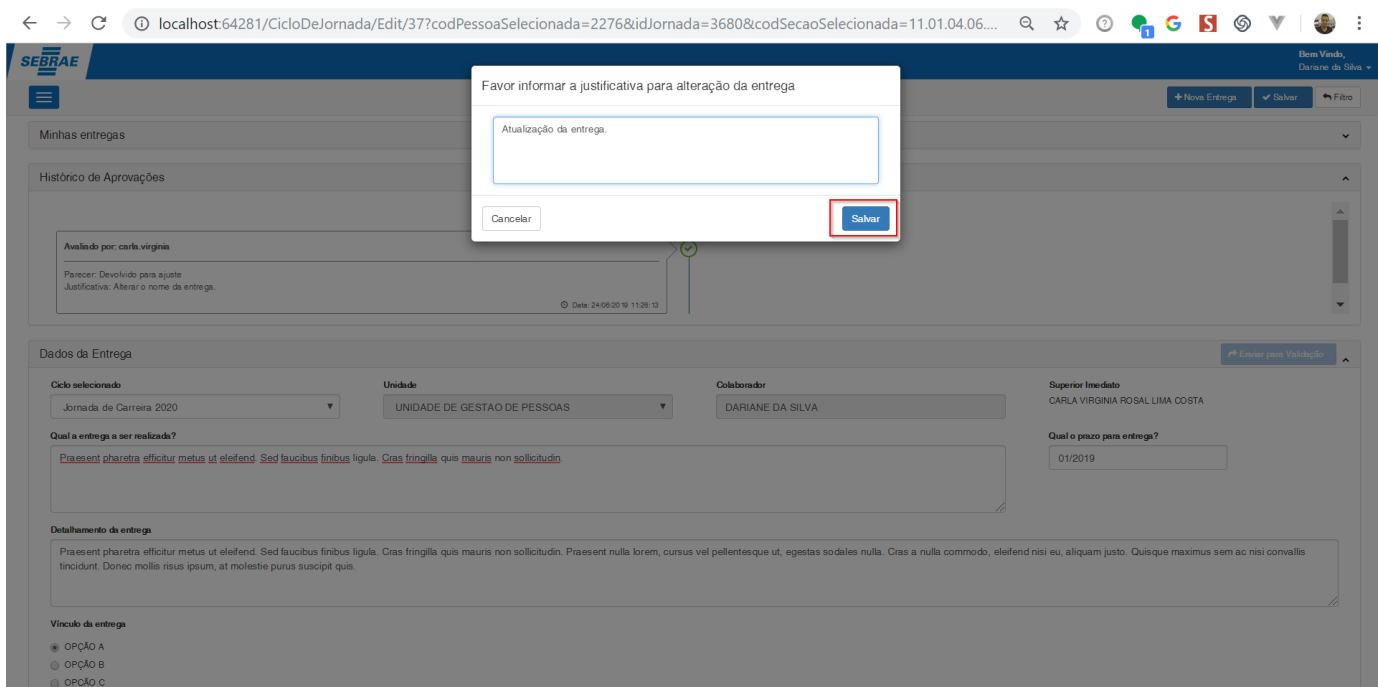 localhost:64281/CicloDeJornada/Edit/37?codPessoaSelecionada=2276&idJornada=3680&codSecaoSelecionada=11.01.04.06....
1
SEBRAE
Bem Vindo,
Dariane da Silva
Favor informar a justificativa para alteração da entrega
Atualização da entrega.
Cancelar
Salvar
+ Nova Entrega
Salvar
Filtro
Minhas entregas
Histórico de Aprovações
Avaliado por: carla.virginia
Parecer: Devolvido para ajuste
Justificativa: Alterar o nome da entrega.
Data: 24/06/2019 11:26:13
Dados da Entrega
Enviar para Validação
Ciclo selecionado
Unidade
Colaborador
Superior Imediato
Jornada de Carreira 2020
UNIDADE DE GESTAO DE PESSOAS
DARIANE DA SILVA
CARLA VIRGINIA ROSAL LIMA COSTA
Qual a entrega a ser realizada?
Qual o prazo para entrega?
Praesent pharetra efficitur metus ut eleifend. Sed faucibus finibus ligula. Cras fringilla quis mauris non sollicitudin.
01/2019
Detalhamento da entrega
Praesent pharetra efficitur metus ut eleifend. Sed faucibus finibus ligula. Cras fringilla quis mauris non sollicitudin. Praesent nulla lorem, cursus vel pellentesque ut, egestas sodales nulla. Cras a nulla commodo, eleifend nisi eu, aliquam justo. Quisque maximus sem ac nisi convallis
tincidunt. Donec mollis risus ipsum, at molestie purus suscipit quis.
Vínculo da entrega
OPÇÃO A
OPÇÃO B
OPÇÃO C